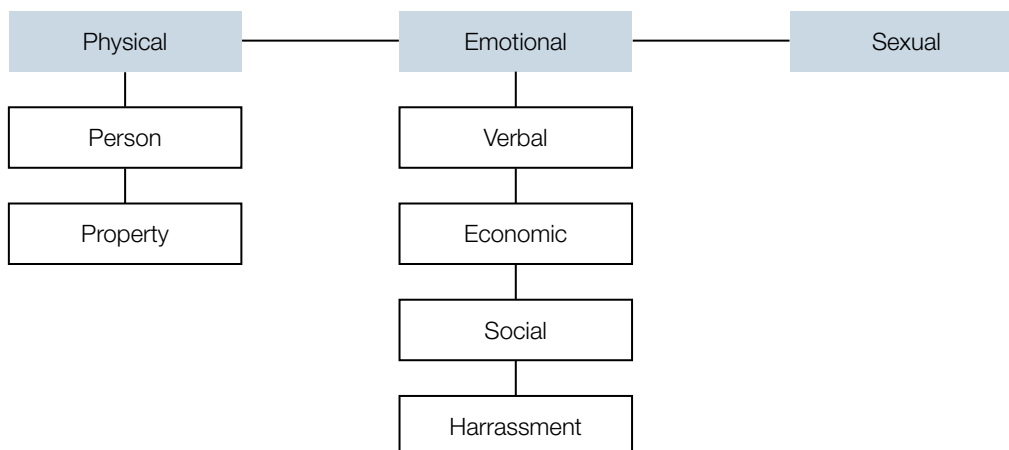 Physical
Emotional
Sexual
Person
Verbal
Property
Economic
Social
Harrassment